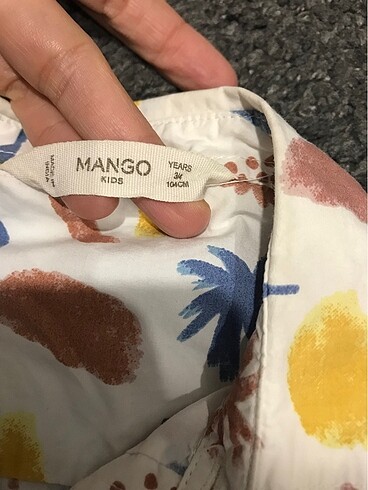 MANGO
KIDS
YEARS
3/4
104CM